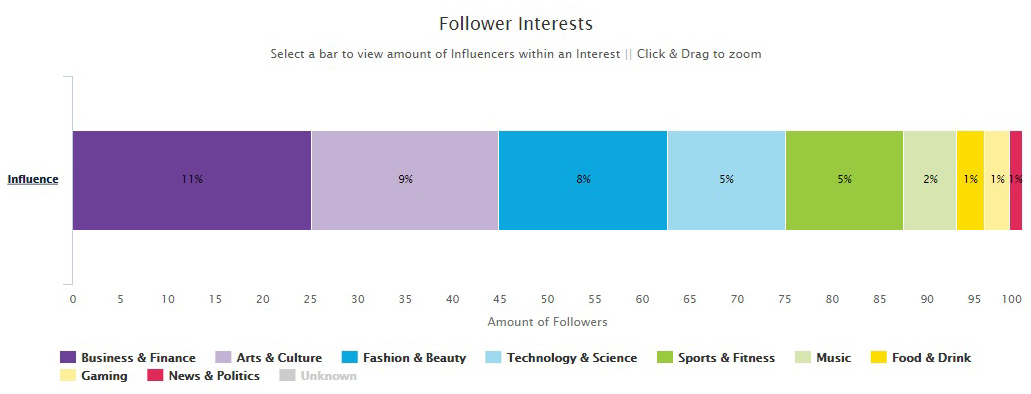 Follower Interests
Select a bar to view amount of Influencers within an Interest || Click & Drag to zoom
Influence
11% 9% 8% 5% 5% 2% 1% 1% 1%
0 5 10 15 20 25 30 35 40 45 50 55 60 65 70 75 80 85 90 95 100
Amount of Followers
Business & Finance Arts & Culture Fashion & Beauty Technology & Science Sports & Fitness Music Food & Drink
Gaming News & Politics Unknown